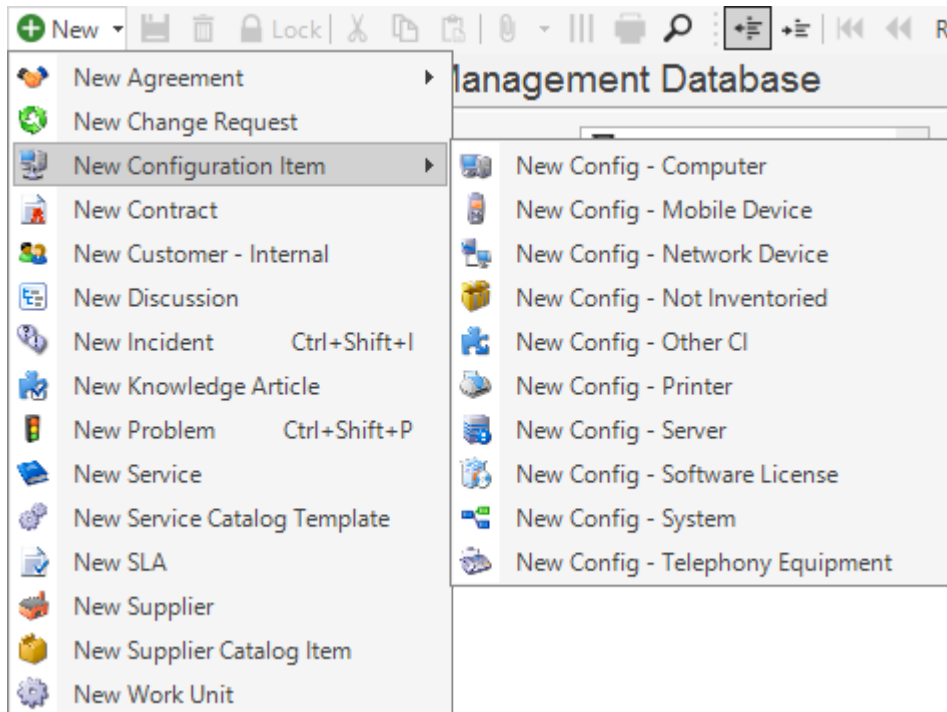 New
Lock
R
Management Database
New Agreement
New Change Request
New Configuration Item
New Contract
New Customer - Internal
New Discussion
New Incident Ctrl+Shift+I
New Knowledge Article
New Problem Ctrl+Shift+P
New Service
New Service Catalog Template
New SLA
New Supplier
New Supplier Catalog Item
New Work Unit
New Config - Computer
New Config - Mobile Device
New Config - Network Device
New Config - Not Inventoried
New Config - Other CI
New Config - Printer
New Config - Server
New Config - Software License
New Config - System
New Config - Telephony Equipment